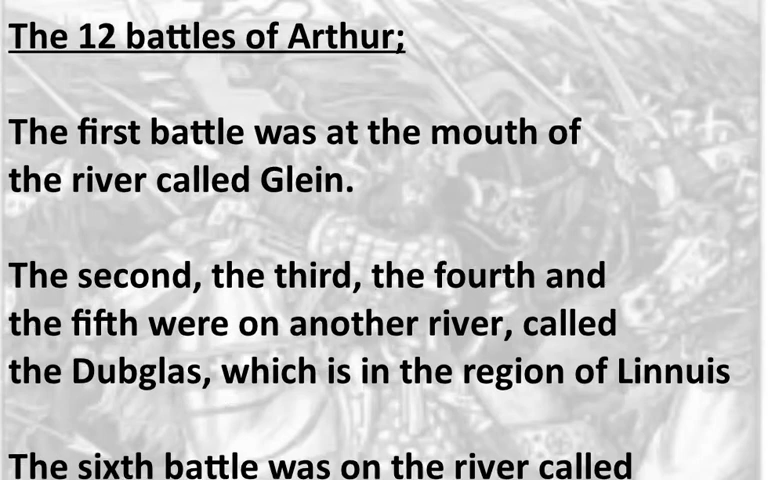 The 12 battles of Arthur;
The first battle was at the mouth of
the river called Glein.
The second, the third, the fourth and
the fifth were on another river, called
the Dubglas, which is in the region of Linnuis
The sixth battle was on the river called